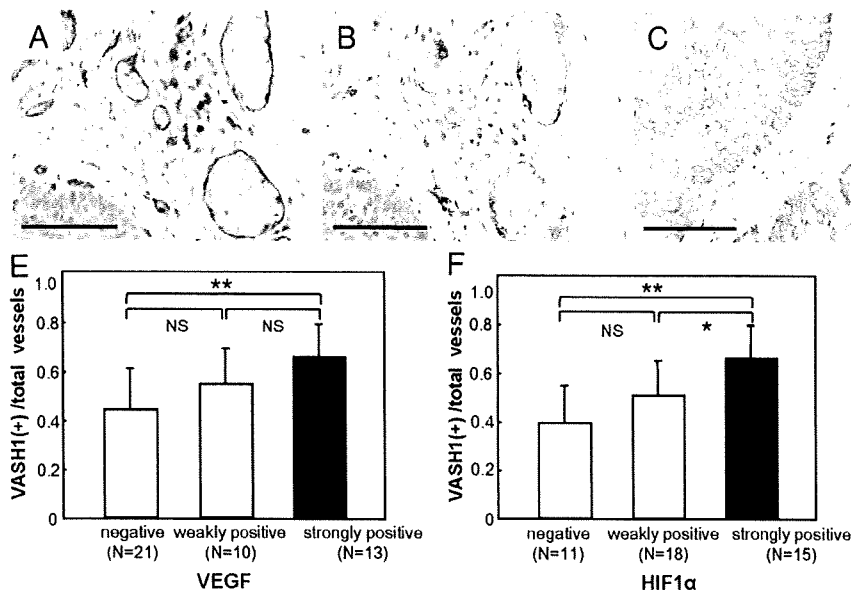 A
B
C
E
VASH1(+) /total vessels
1.0
0.8
0.6
0.4
0.2
0
**
NS
NS
negative
(N=21)
weakly positive
(N=10)
strongly positive
(N=13)
VEGF
F
VASH1(+) /total vessels
1.0
0.8
0.6
0.4
0.2
0
**
NS
*
negative
(N=11)
weakly positive
(N=18)
strongly positive
(N=15)
HIF1α